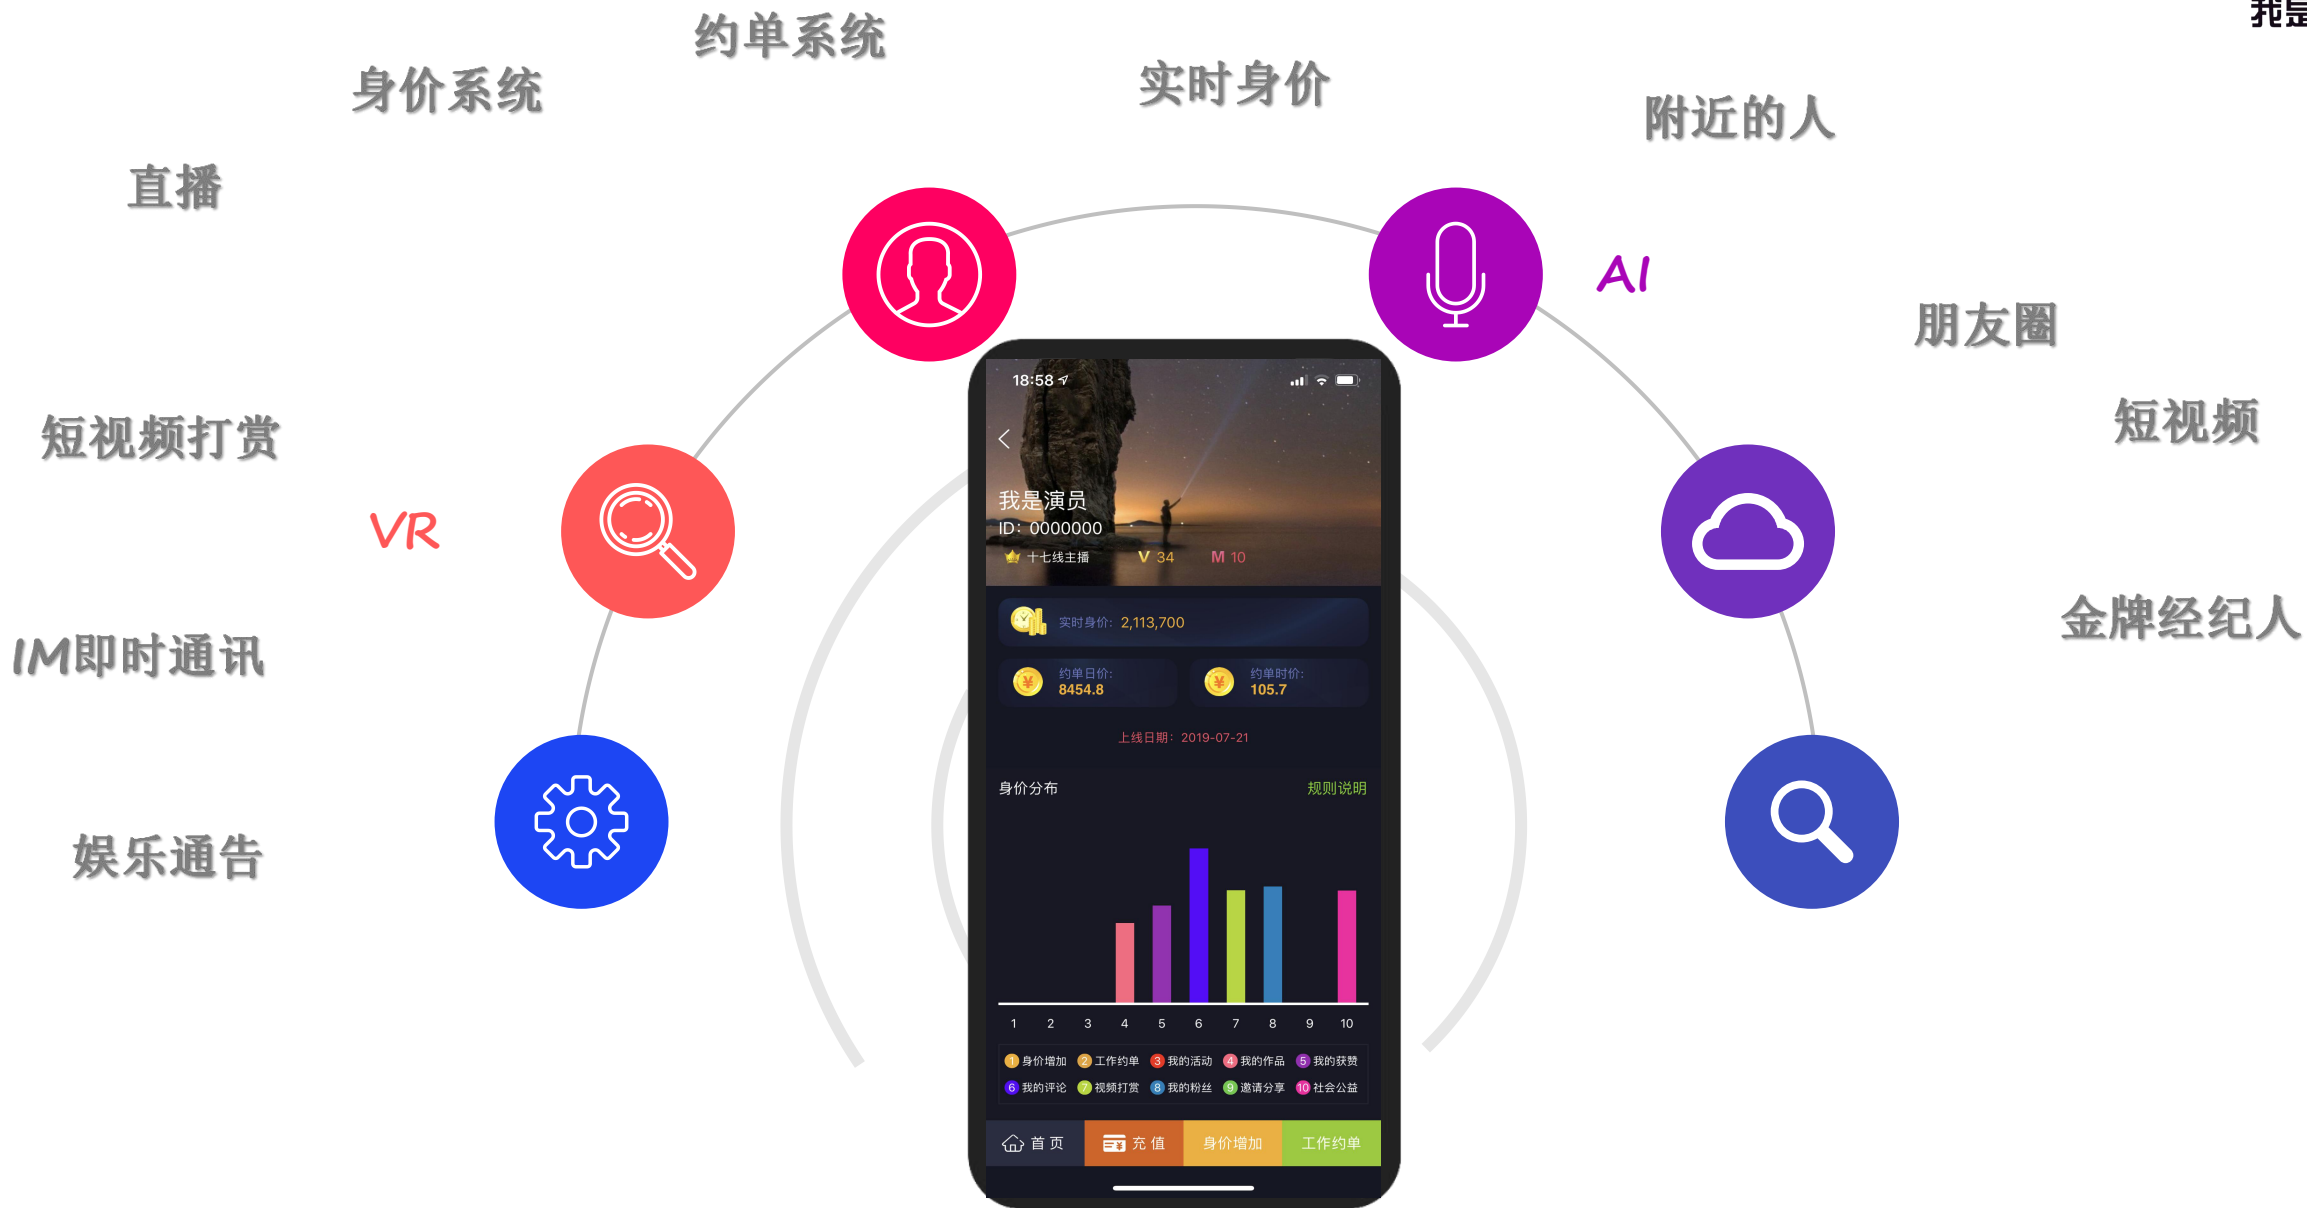 我是
约单系统
身价系统
实时身价
附近的人
直播
AI
朋友圈
短视频
短视频打赏
VR
金牌经纪人
IM即时通讯
娱乐通告
18:58
我是演员
ID：0000000
十七线主播 V 34 M 10
实时身价: 2,113,700
约单日价: 约单时价:
8454.8 105.7
上线日期：2019-07-21
身价分布 规则说明
1 2 3 4 5 6 7 8 9 10
1 身价增加 2 工作约单 3 我的活动 4 我的作品 5 我的获赞
6 我的评论 7 视频打赏 8 我的粉丝 9 邀请分享 10 社会公益
首页 充值 身价增加 工作约单